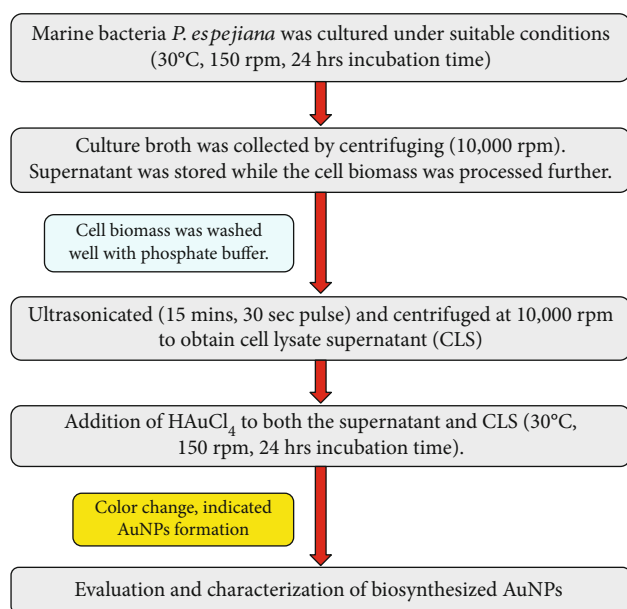 Marine bacteria P. espejiana was cultured under suitable conditions
(30°C, 150 rpm, 24 hrs incubation time)
Culture broth was collected by centrifuging (10,000 rpm).
Supernatant was stored while the cell biomass was processed further.
Cell biomass was washed
well with phosphate buffer.
Ultrasonicated (15 mins, 30 sec pulse) and centrifuged at 10,000 rpm
to obtain cell lysate supernatant (CLS)
Addition of HAuCl₄ to both the supernatant and CLS (30°C,
150 rpm, 24 hrs incubation time).
Color change, indicated
AuNPs formation
Evaluation and characterization of biosynthesized AuNPs